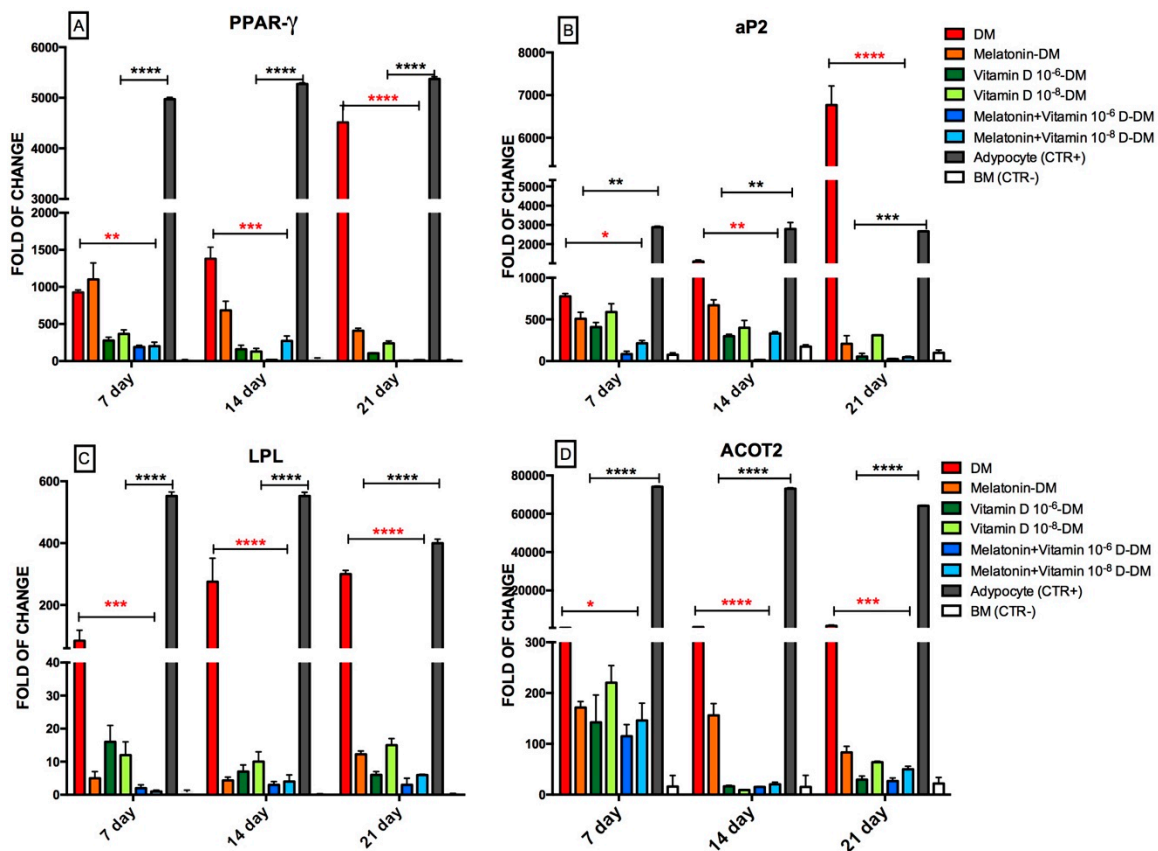 A
PPAR-γ
FOLD OF CHANGE
6000
5000
4000
3000
2000
1500
1000
500
0
**
****
***
****
****
****
7 day
14 day
21 day
B
aP2
FOLD OF CHANGE
8000
7000
6000
5000
4000
3000
2000
1000
1000
500
0
*
**
**
**
****
***
7 day
14 day
21 day
DM
Melatonin-DM
Vitamin D 10⁻⁶-DM
Vitamin D 10⁻⁸-DM
Melatonin+Vitamin 10⁻⁶ D-DM
Melatonin+Vitamin 10⁻⁸ D-DM
Adypocyte (CTR+)
BM (CTR-)
C
LPL
FOLD OF CHANGE
600
400
200
40
30
20
10
0
***
****
****
****
****
****
7 day
14 day
21 day
D
ACOT2
FOLD OF CHANGE
80000
60000
40000
20000
300
200
100
0
*
****
****
****
***
****
7 day
14 day
21 day
DM
Melatonin-DM
Vitamin D 10⁻⁶-DM
Vitamin D 10⁻⁸-DM
Melatonin+Vitamin 10⁻⁶ D-DM
Melatonin+Vitamin 10⁻⁸ D-DM
Adypocyte (CTR+)
BM (CTR-)